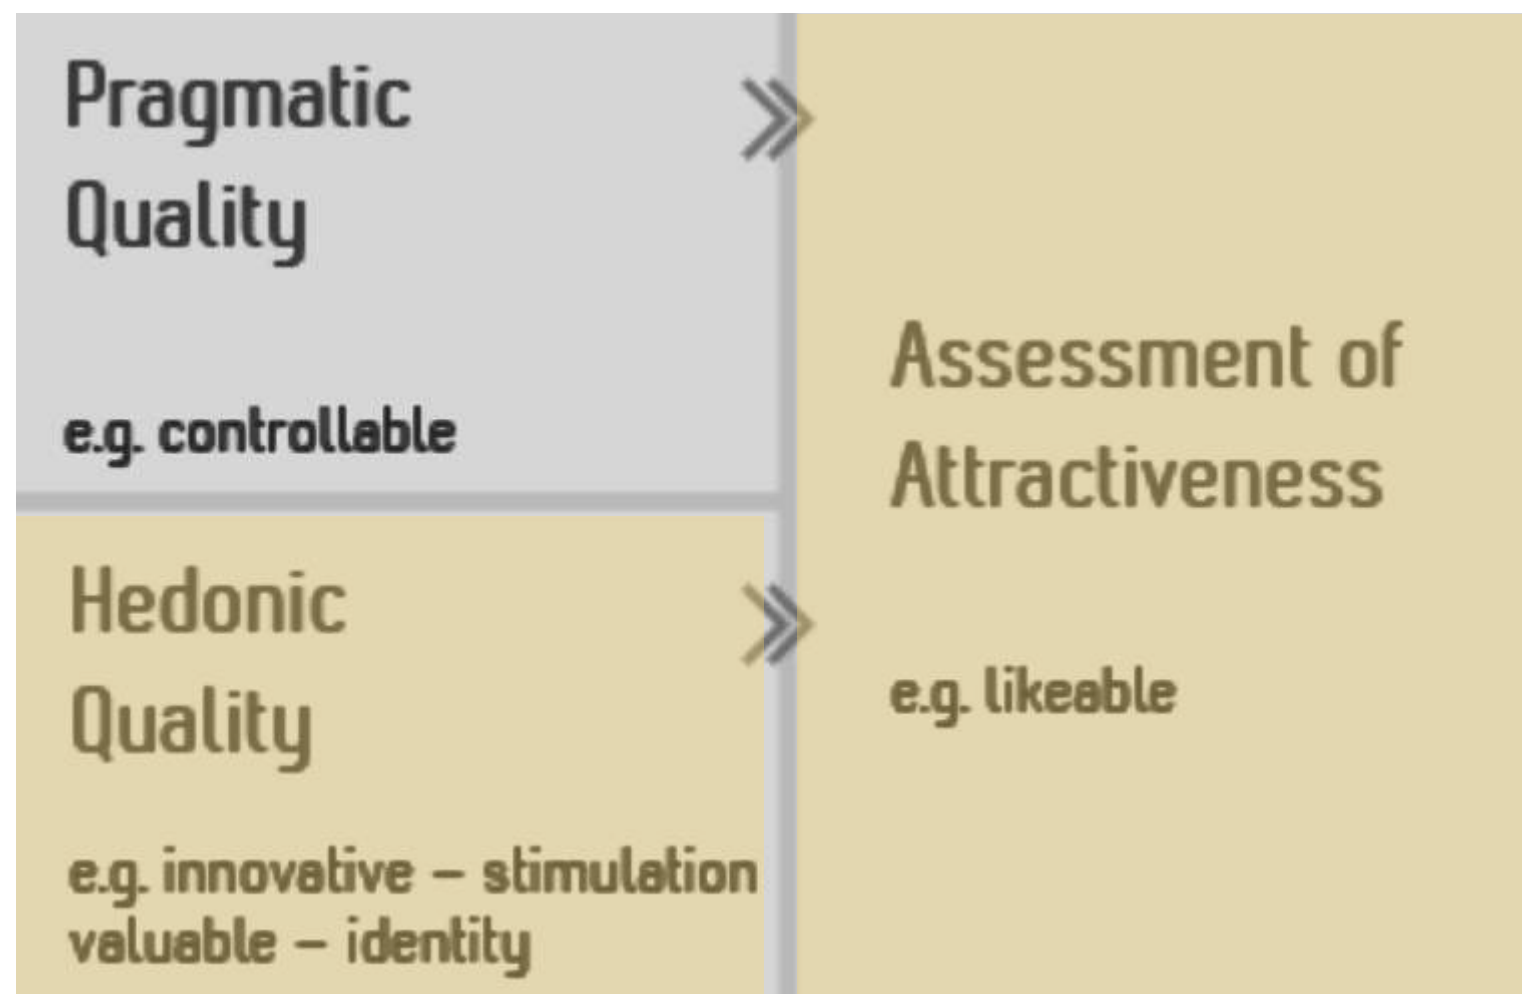 Pragmatic
Quality
e.g. controllable
Hedonic
Quality
e.g. innovative – stimulation
valuable – identity
Assessment of
Attractiveness
e.g. likeable